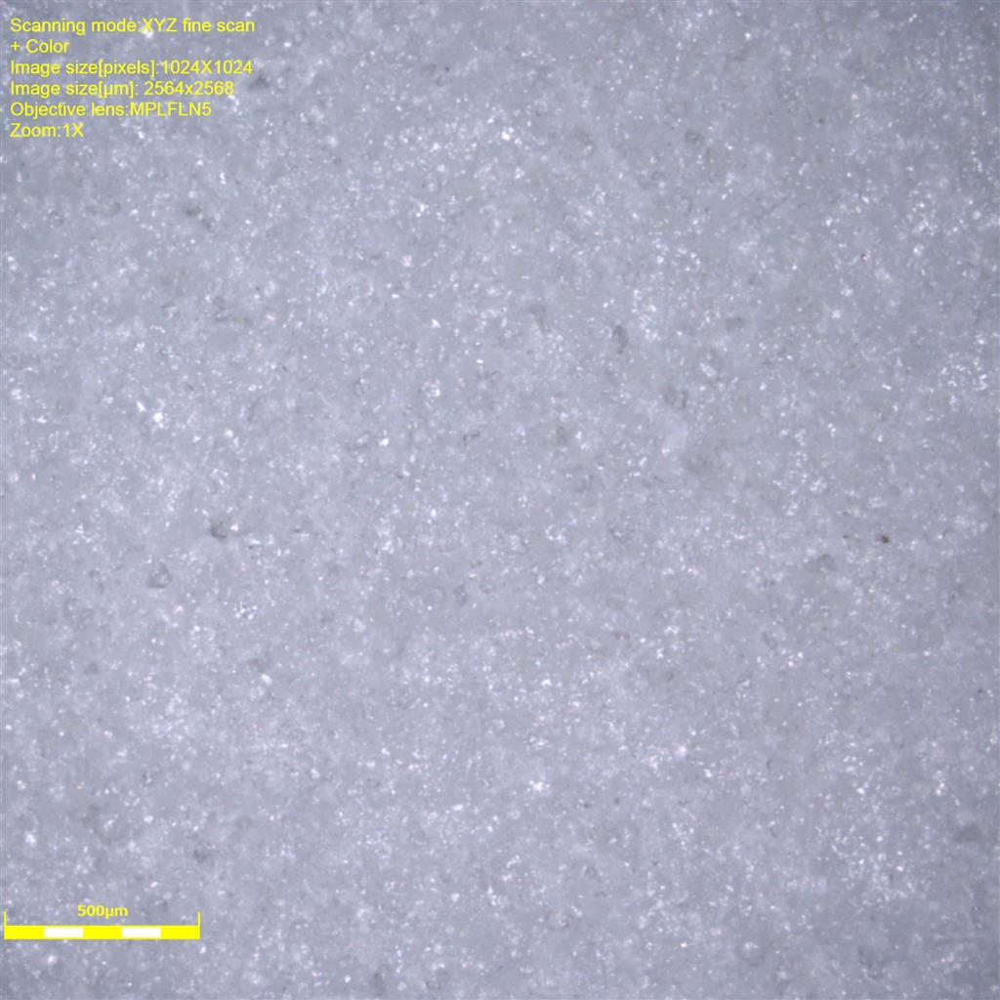 Scanning mode:XYZ fine scan
+ Color
Image size[pixels]:1024X1024
Image size[µm]: 2564x2568
Objective lens:MPLFLN5
Zoom:1X
500µm